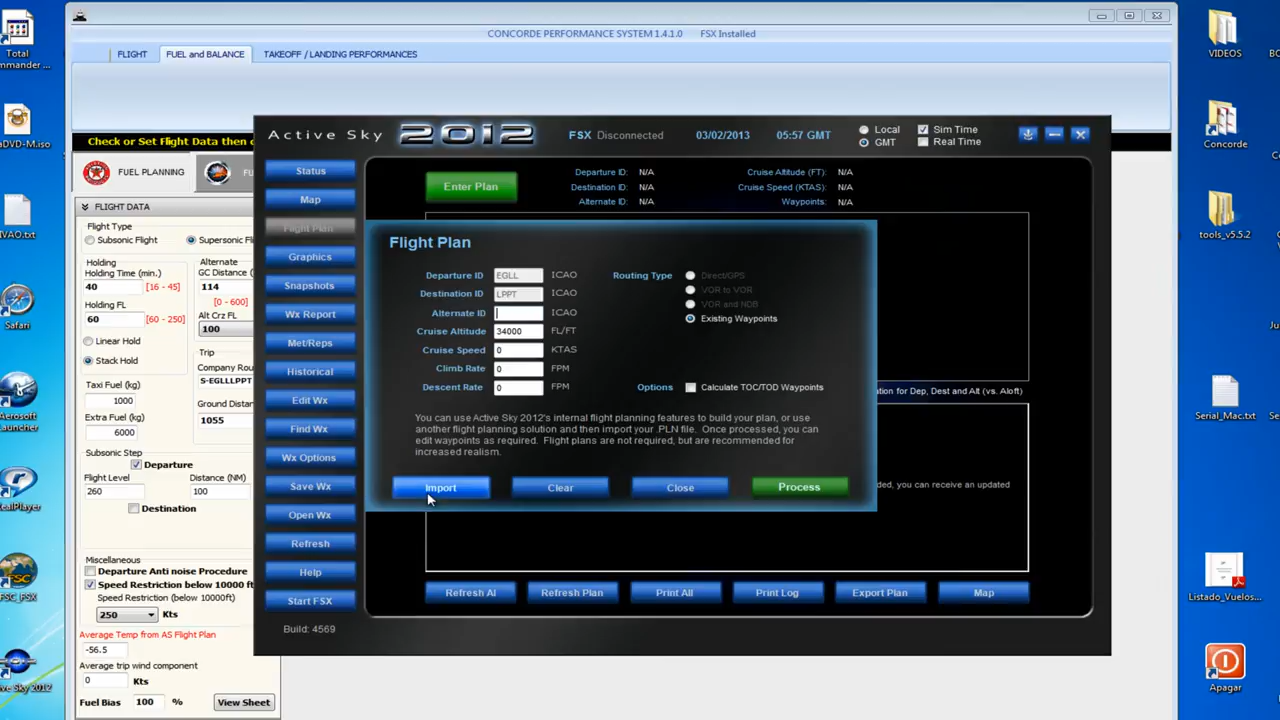 Total
mmander ...
aDVD-M.iso
IVAO.txt
Safari
Aerosoft
Launcher
ealPlayer
FSC_FSX
ive Sky 2012
CONCORDE PERFORMANCE SYSTEM 1.4.1.0 FSX Installed
FLIGHT FUEL and BALANCE TAKEOFF / LANDING PERFORMANCES
Check or Set Flight Data then c
FUEL PLANNING FU
FLIGHT DATA
Flight Type
Subsonic Flight Supersonic Fli
Holding Alternate
Holding Time (min.) GC Distance (
40 [16 - 45] 114
[0 - 600]
Holding FL
60 [60 - 250] Alt Crz FL
100
Linear Hold
Stack Hold Trip
Company Rou
Taxi Fuel (kg) S-EGLLLPPT
1000
Ground Distan
Extra Fuel (kg) 1055
6000
Subsonic Step
Departure
Flight Level Distance (NM)
260 100
Destination
Miscellaneous
Departure Anti noise Procedure
Speed Restriction below 10000 ft
Speed Restriction (below 10000ft)
250 Kts
Average Temp from AS Flight Plan
-56.5
Average trip wind component
0 Kts
Fuel Bias 100 % View Sheet
Active Sky 2012 FSX Disconnected 03/02/2013 05:57 GMT Local Sim Time
GMT Real Time
Status
Map
Flight Plan
Graphics
Snapshots
Wx Report
Met/Reps
Historical
Edit Wx
Find Wx
Wx Options
Save Wx
Open Wx
Refresh
Help
Start FSX
Build: 4569
Enter Plan
Departure ID: N/A Cruise Altitude (FT): N/A
Destination ID: N/A Cruise Speed (KTAS): N/A
Alternate ID: N/A Waypoints: N/A
Flight Plan
Departure ID EGLL ICAO Routing Type Direct/GPS
Destination ID LPPT ICAO VOR to VOR
VOR and NDB
Alternate ID ICAO Existing Waypoints
Cruise Altitude 34000 FL/FT
Cruise Speed 0 KTAS
Climb Rate 0 FPM
Descent Rate 0 FPM Options Calculate TOC/TOD Waypoints
You can use Active Sky 2012's internal flight planning features to build your plan, or use
another flight planning solution and then import your .PLN file. Once processed, you can
edit waypoints as required. Flight plans are not required, but are recommended for
increased realism.
Import Clear Close Process
ation for Dep, Dest and Alt (vs. Aloft)
ded, you can receive an updated
Refresh AI Refresh Plan Print All Print Log Export Plan Map
VIDEOS
BO
Concorde
tools_v5.5.2
Serial_Mac.txt
Listado_Vuelos...
Apagar